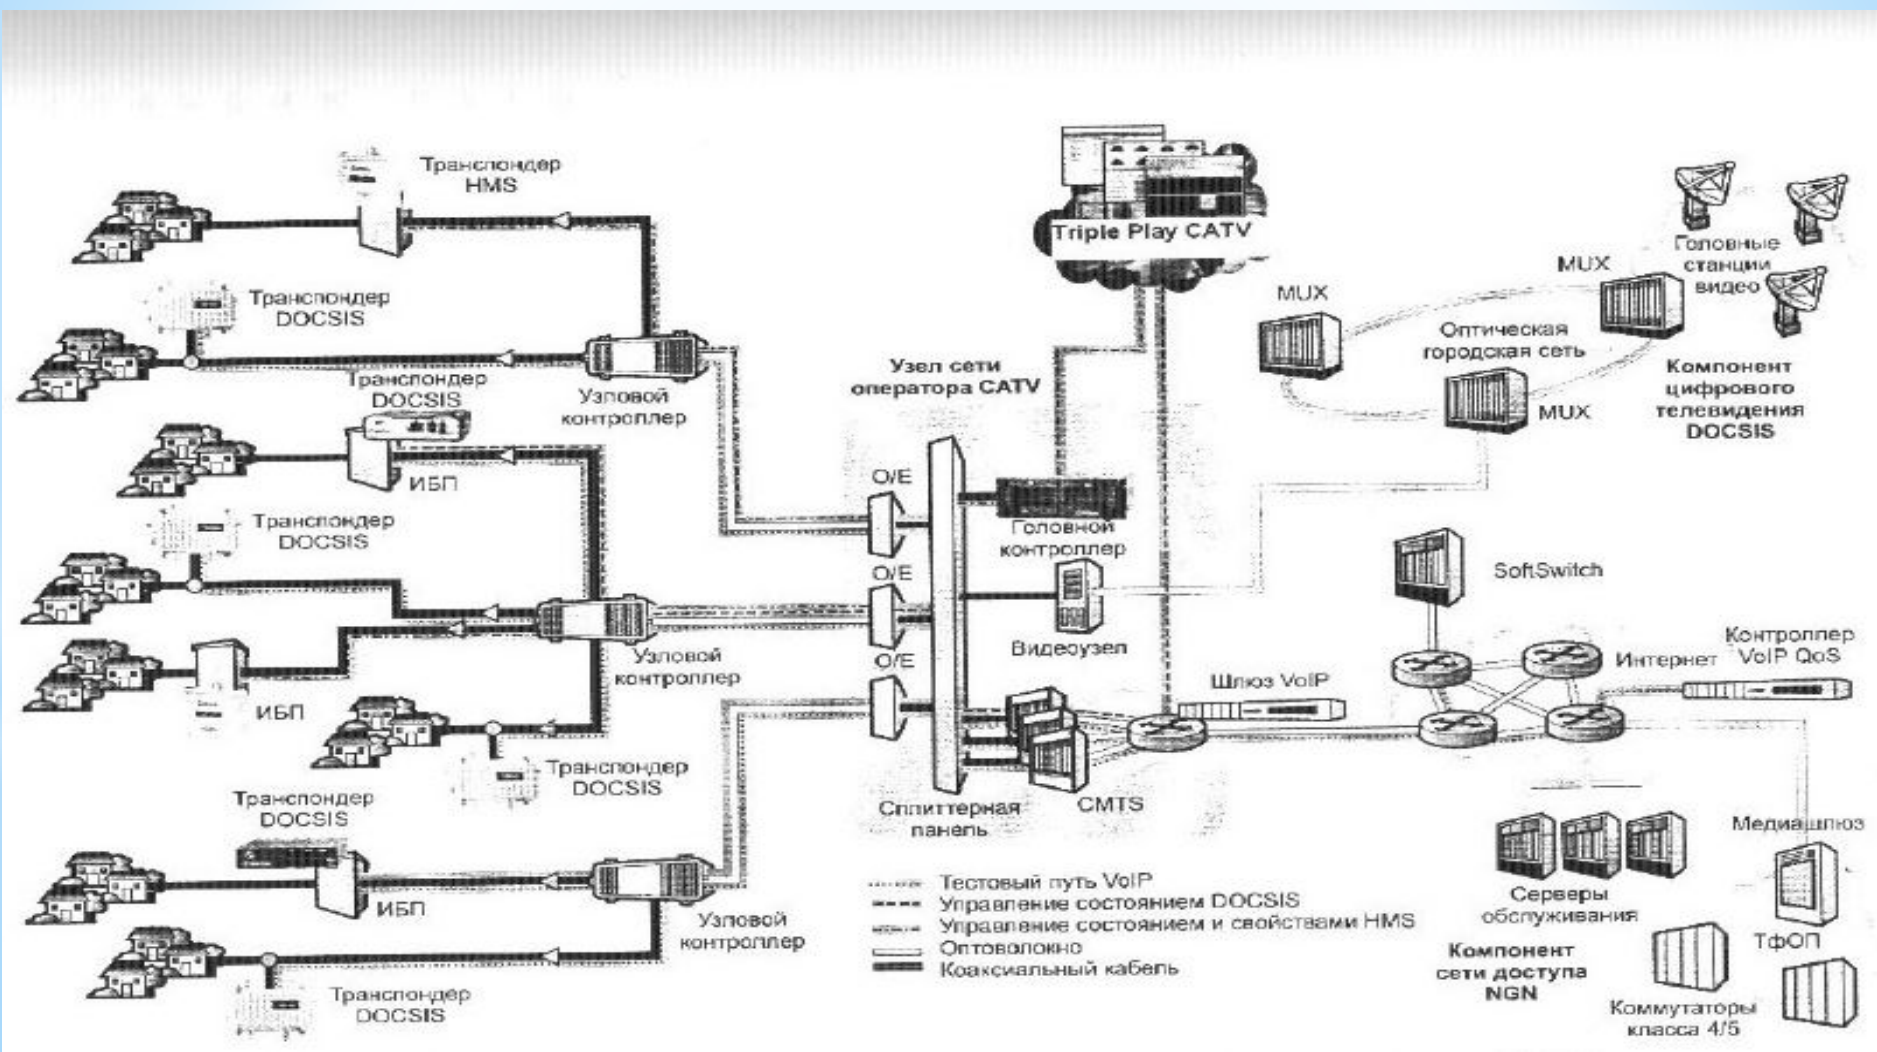 Транспондер
HMS
Транспондер
DOCSIS
Транспондер
DOCSIS
Узловой
контроллер
ИБП
Транспондер
DOCSIS
Узловой
контроллер
ИБП
Транспондер
DOCSIS
Транспондер
DOCSIS
ИБП
Узловой
контроллер
Транспондер
DOCSIS
Triple Play CATV
Узел сети
оператора CATV
O/E
O/E
O/E
Головной
контроллер
Видеоузел
Шлюз VoIP
CMTS
Сплиттерная
панель
MUX
MUX
MUX
Оптическая
городская сеть
Головные
станции
видео
Компонент
цифрового
телевидения
DOCSIS
SoftSwitch
Интернет
Контроллер
VoIP QoS
Медиашлюз
Серверы
обслуживания
ТфОП
Компонент
сети доступа
NGN
Коммутаторы
класса 4/5
Тестовый путь VoIP
Управление состоянием DOCSIS
Управление состоянием и свойствами HMS
Оптоволокно
Коаксиальный кабель